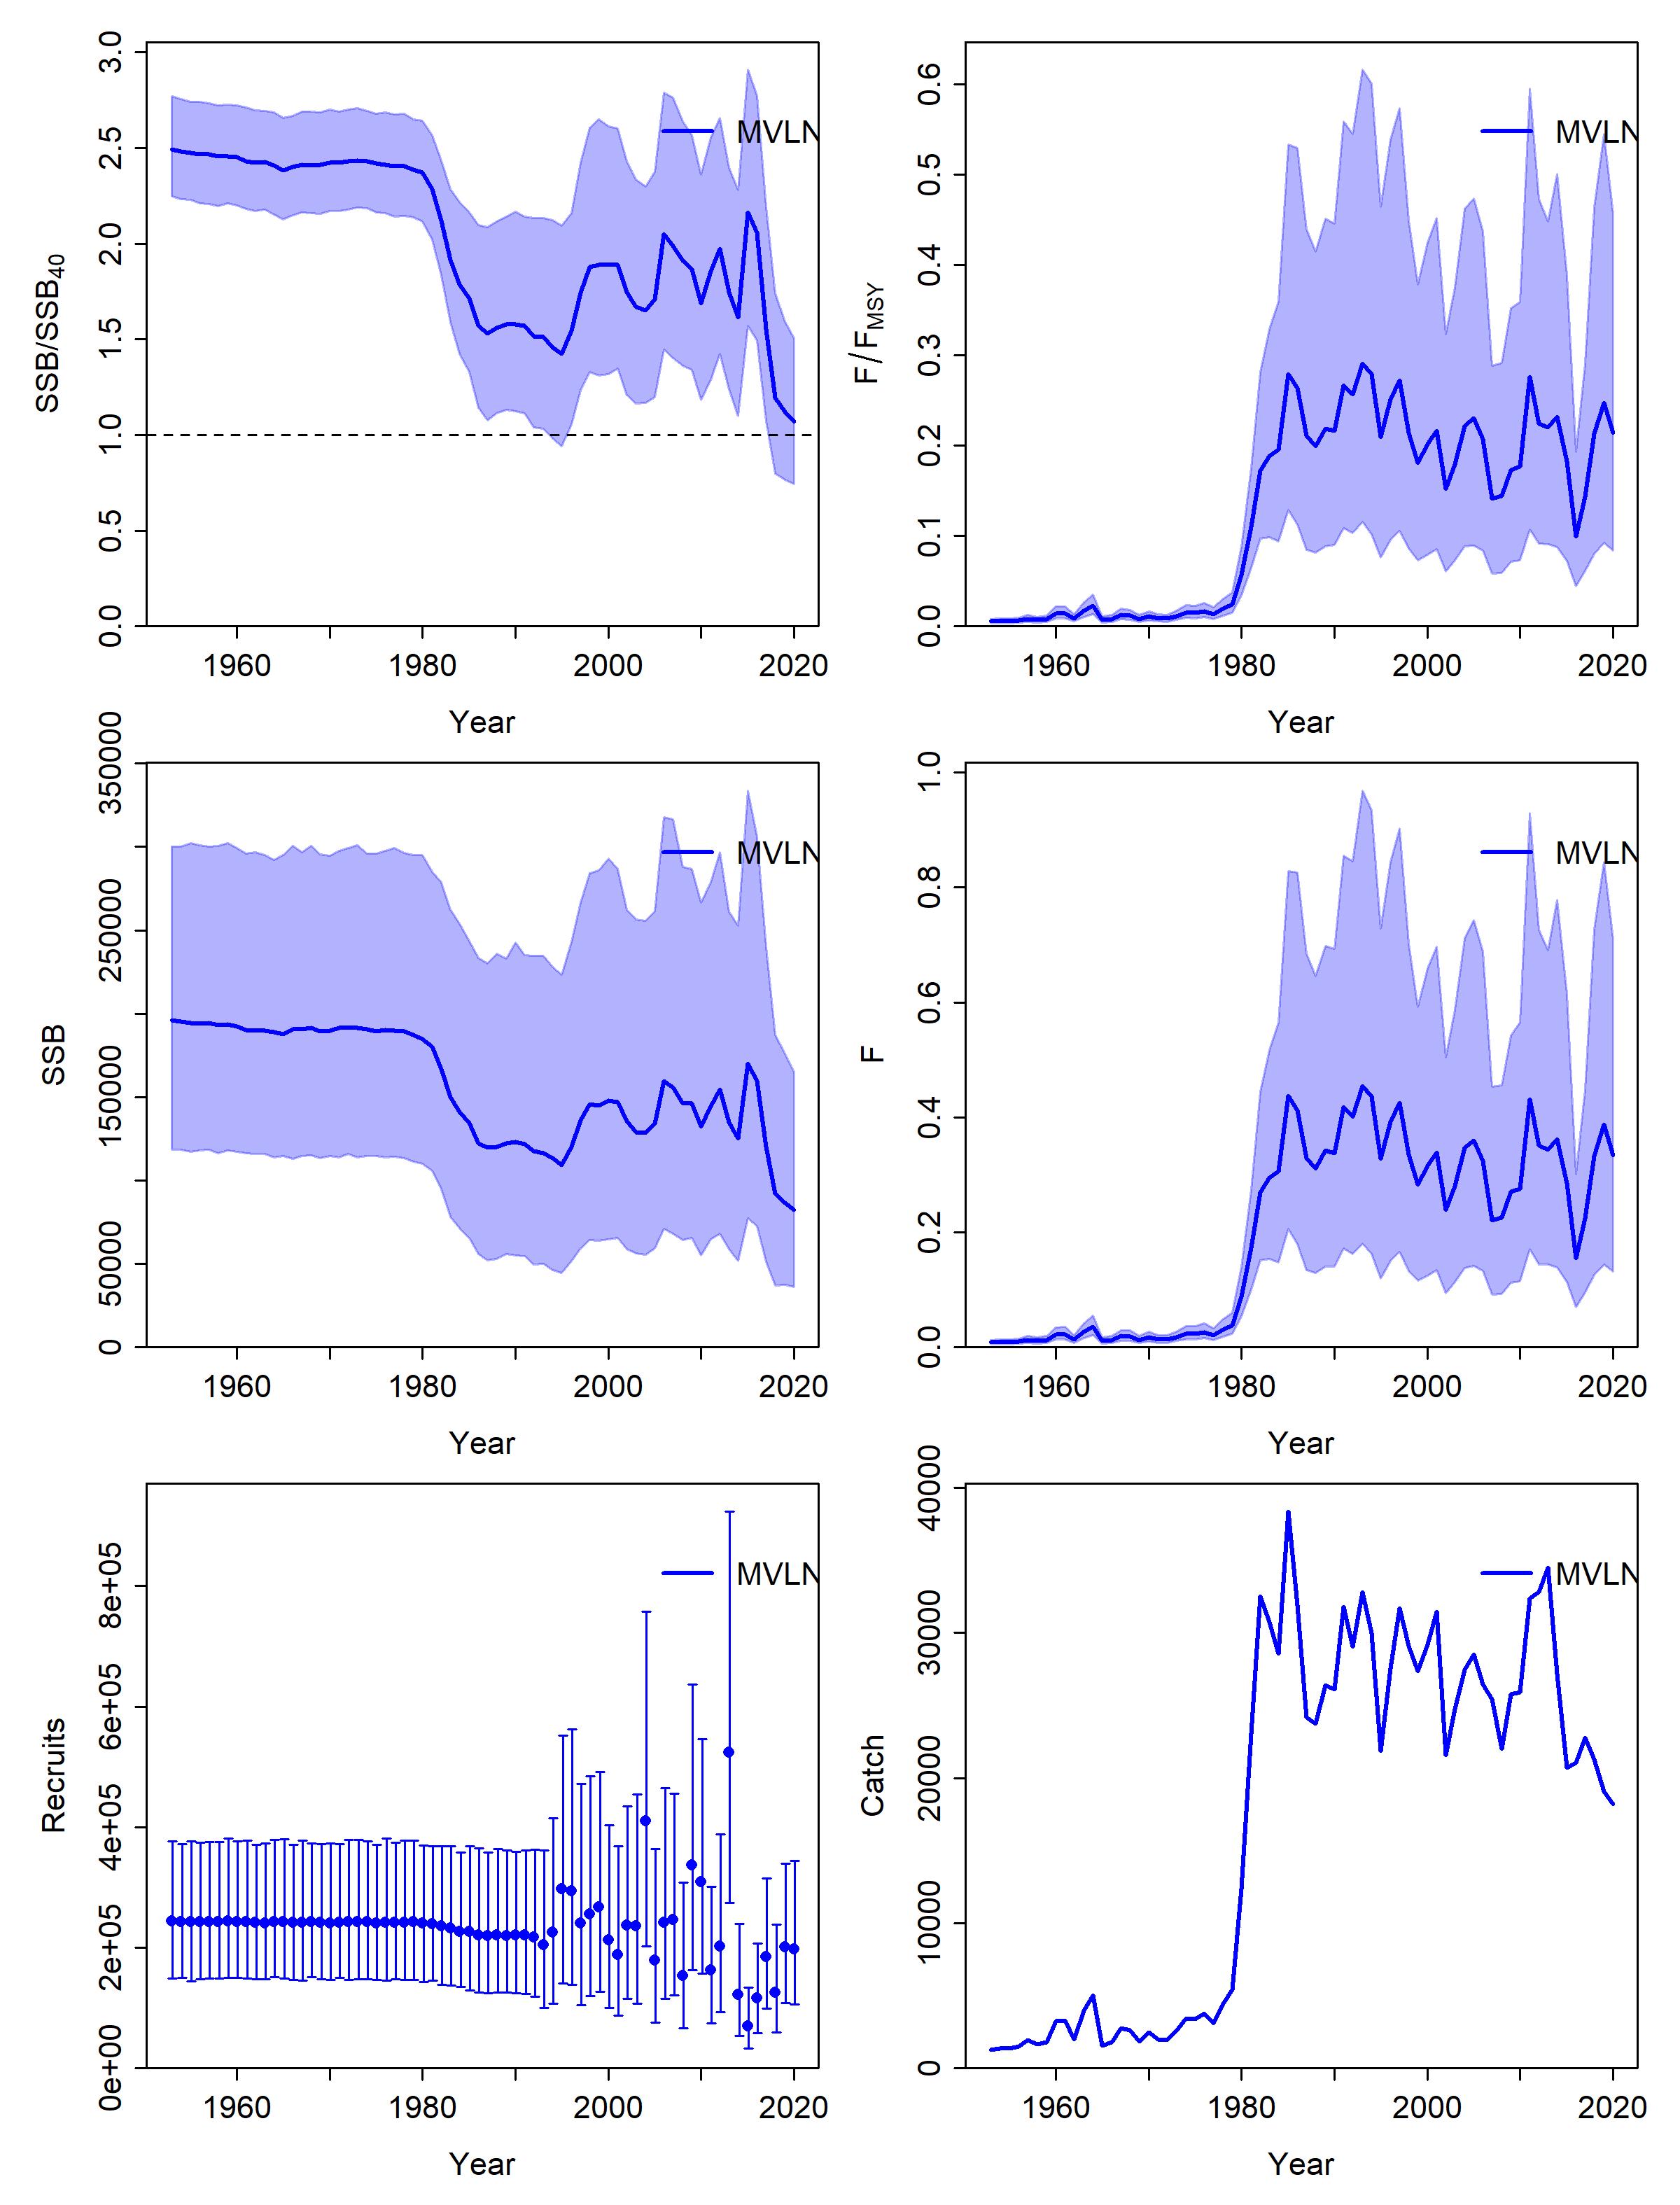 SSB/SSB40
0.0 0.5 1.0 1.5 2.0 2.5 3.0
MVLN
1960 1980 2000 2020
Year
F/FMSY
0.0 0.1 0.2 0.3 0.4 0.5 0.6
MVLN
1960 1980 2000 2020
Year
SSB
0 50000 150000 250000 350000
MVLN
1960 1980 2000 2020
Year
F
0.0 0.2 0.4 0.6 0.8 1.0
MVLN
1960 1980 2000 2020
Year
Recruits
0e+00 2e+05 4e+05 6e+05 8e+05
MVLN
1960 1980 2000 2020
Year
Catch
0 10000 20000 30000 40000
MVLN
1960 1980 2000 2020
Year